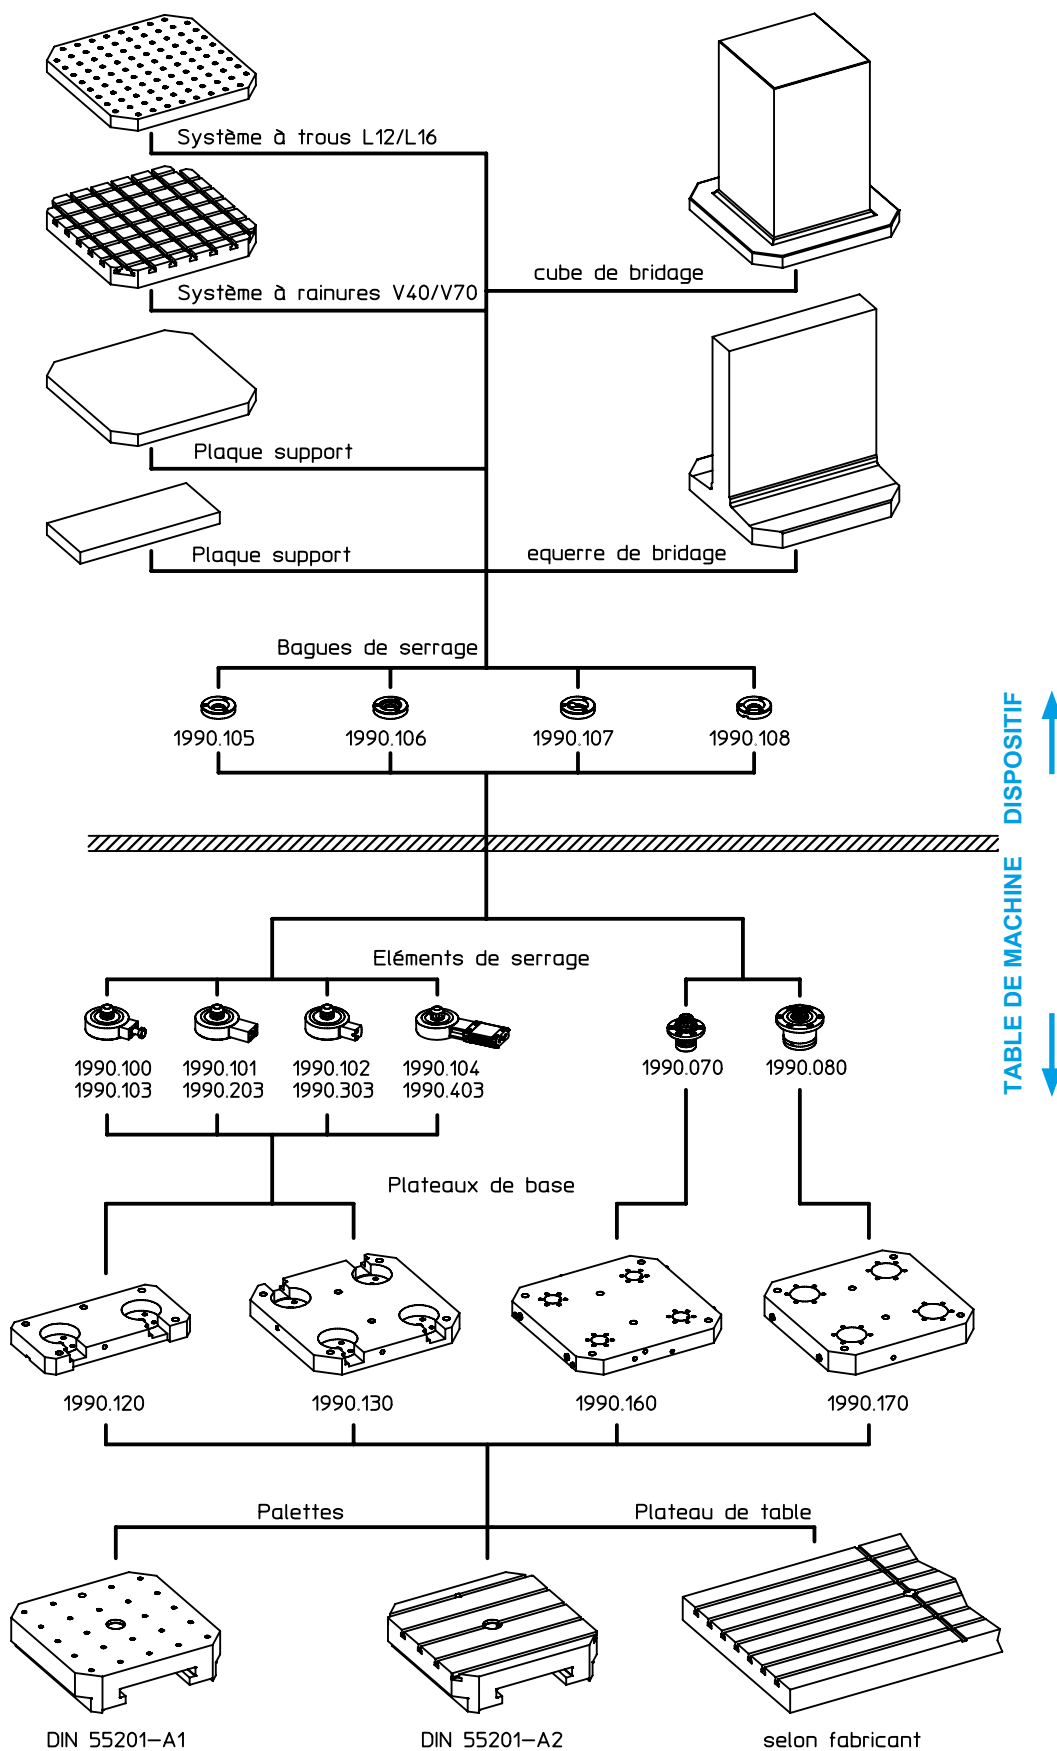 Système à trous L12/L16
cube de bridage
Système à rainures V40/V70
Plaque support
Plaque support
equerre de bridage
Bagues de serrage
1990.105
1990.106
1990.107
1990.108
DISPOSITIF
TABLE DE MACHINE
Eléments de serrage
1990.100
1990.103
1990.101
1990.203
1990.102
1990.303
1990.104
1990.403
1990.070
1990.080
Plateaux de base
1990.120
1990.130
1990.160
1990.170
Palettes
Plateau de table
DIN 55201-A1
DIN 55201-A2
selon fabricant